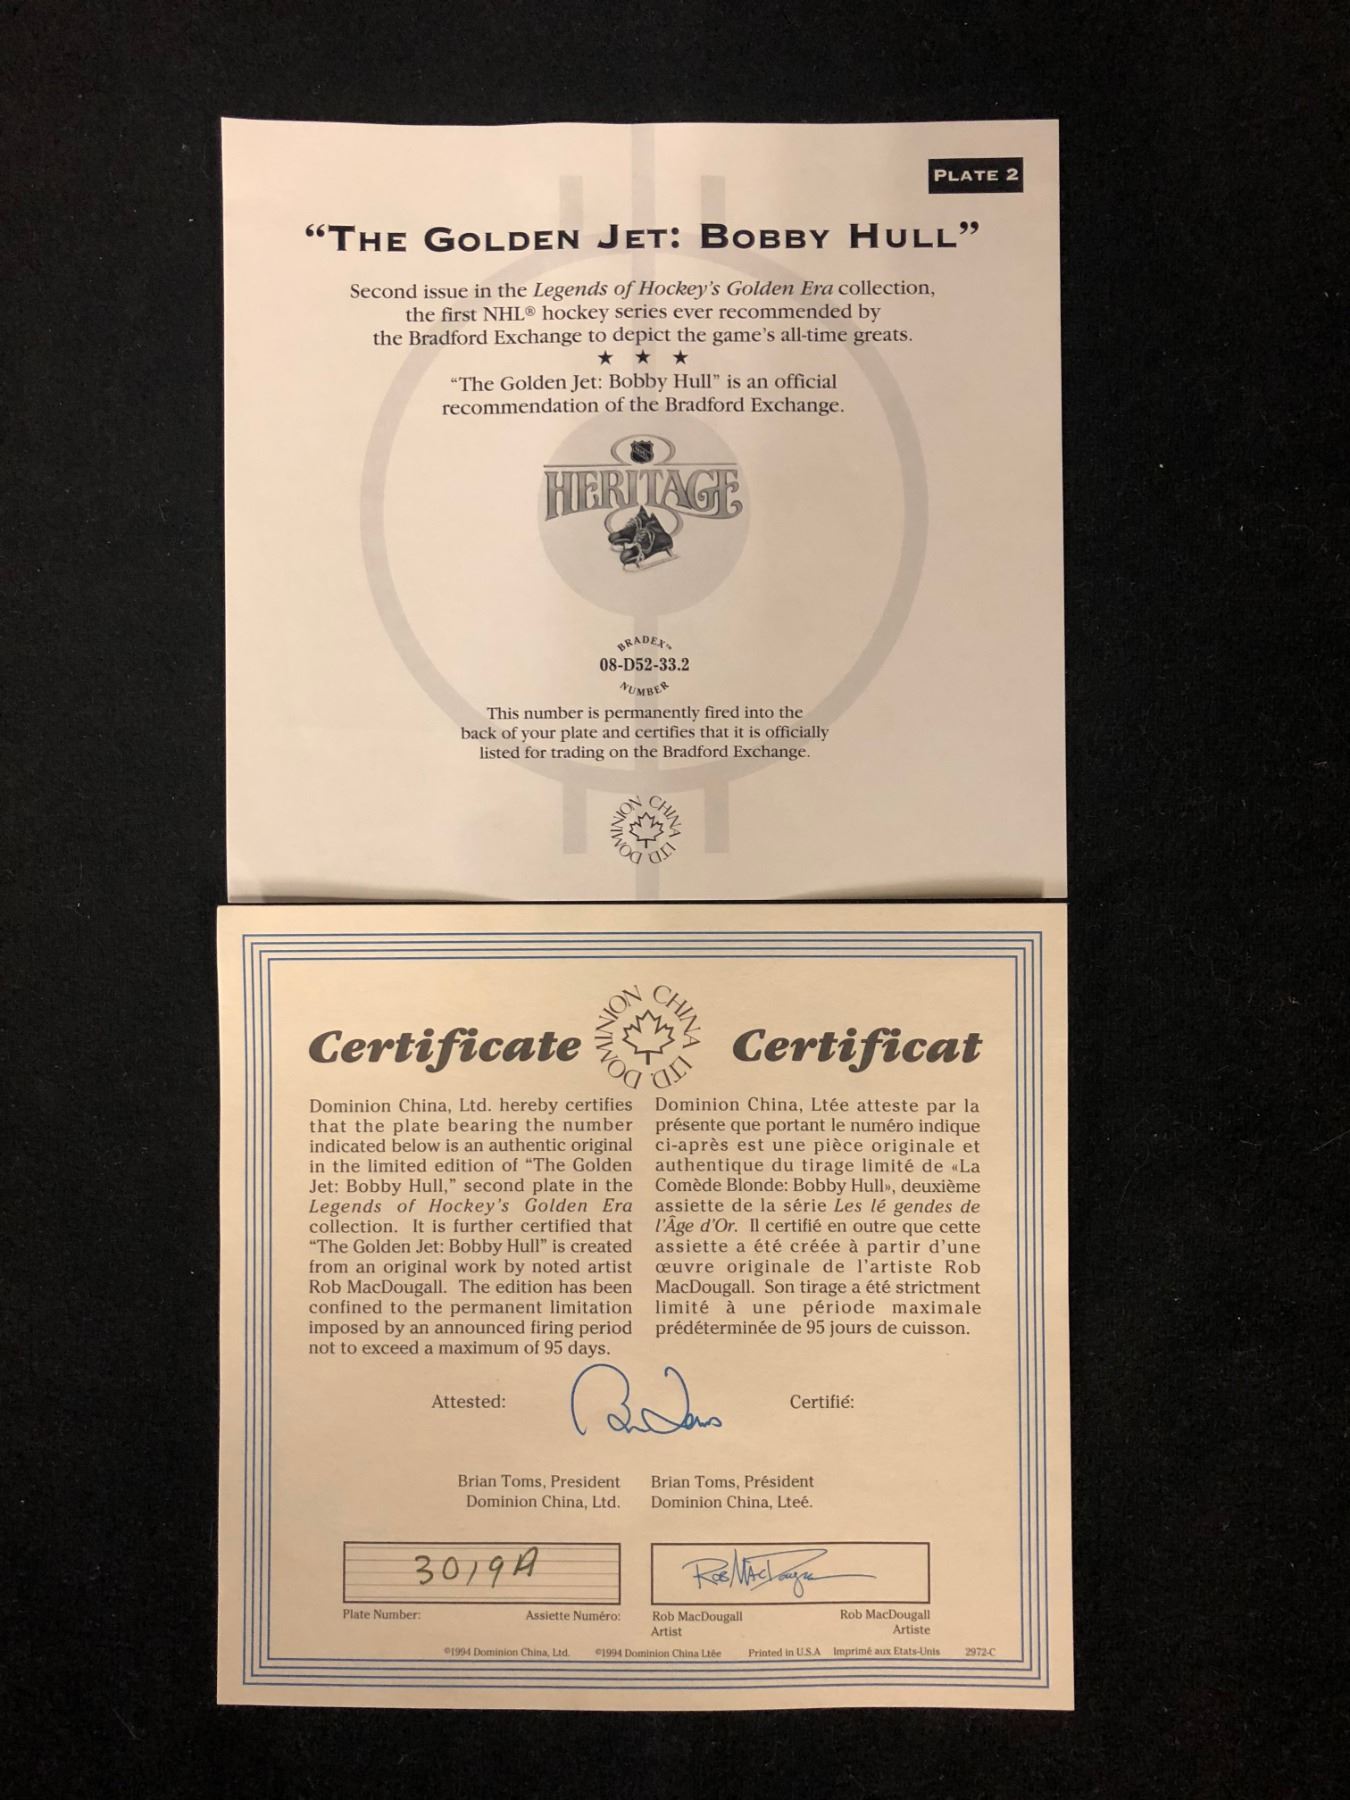 PLATE 2
“THE GOLDEN JET: BOBBY HULL”
Second issue in the Legends of Hockey’s Golden Era collection,
the first NHL® hockey series ever recommended by
the Bradford Exchange to depict the game’s all-time greats.
★ ★ ★
“The Golden Jet: Bobby Hull” is an official
recommendation of the Bradford Exchange.
HERITAGE
BRADEX™
08-D52-33.2
NUMBER
This number is permanently fired into the
back of your plate and certifies that it is officially
listed for trading on the Bradford Exchange.
DOMINION CHINA LTD.
DOMINION CHINA LTD.
Certificate
Dominion China, Ltd. hereby certifies
that the plate bearing the number
indicated below is an authentic original
in the limited edition of “The Golden
Jet: Bobby Hull,” second plate in the
Legends of Hockey’s Golden Era
collection. It is further certified that
“The Golden Jet: Bobby Hull” is created
from an original work by noted artist
Rob MacDougall. The edition has been
confined to the permanent limitation
imposed by an announced firing period
not to exceed a maximum of 95 days.
Certificat
Dominion China, Ltée atteste par la
présente que portant le numéro indique
ci-après est une pièce originale et
authentique du tirage limité de «La
Comède Blonde: Bobby Hull», deuxième
assiette de la série Les lé gendes de
l’Âge d’Or. Il certifié en outre que cette
assiette a été créée à partir d’une
œuvre originale de l’artiste Rob
MacDougall. Son tirage a été strictment
limité à une période maximale
prédéterminée de 95 jours de cuisson.
Attested: Certifié:
Brian Toms, President
Dominion China, Ltd.
Brian Toms, Président
Dominion China, Lteé.
3019A
Plate Number: Assiette Numéro:
Rob MacDougall
Rob MacDougall
Artist
Rob MacDougall
Artiste
©1994 Dominion China, Ltd. ©1994 Dominion China Ltée Printed in U.S.A Imprimé aux Etats-Unis 2972-C